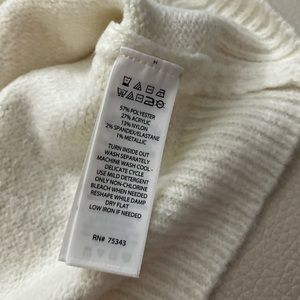 57% POLYESTER
27% ACRYLIC
13% NYLON
2% SPANDEX/ELASTANE
1% METALLIC
TURN INSIDE OUT
WASH SEPARATELY
MACHINE WASH COOL -
DELICATE CYCLE
USE MILD DETERGENT
ONLY NON-CHLORINE
BLEACH WHEN NEEDED
RESHAPE WHILE DAMP
DRY FLAT
LOW IRON IF NEEDED
RN# 75343